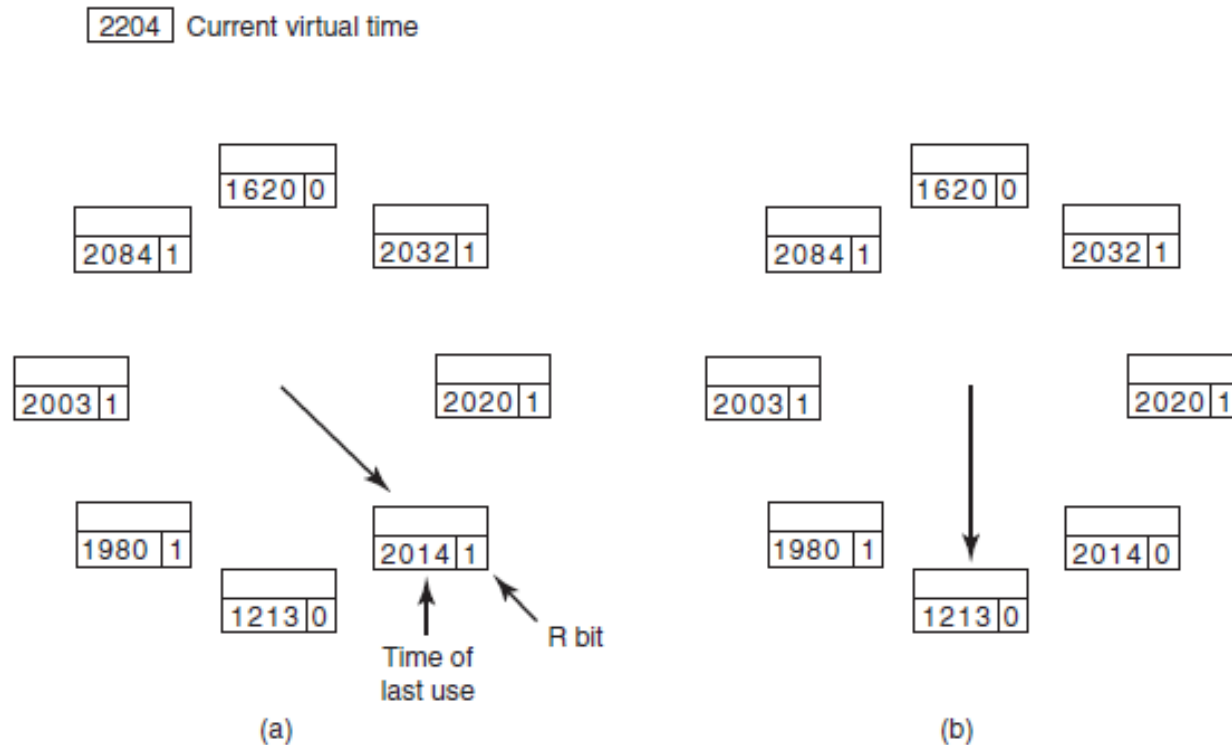 2204 Current virtual time
1620 0
2084 1
2032 1
2003 1
2020 1
1980 1
2014 1
1213 0
Time of
last use
R bit
(a)
1620 0
2084 1
2032 1
2003 1
2020 1
1980 1
2014 0
1213 0
(b)